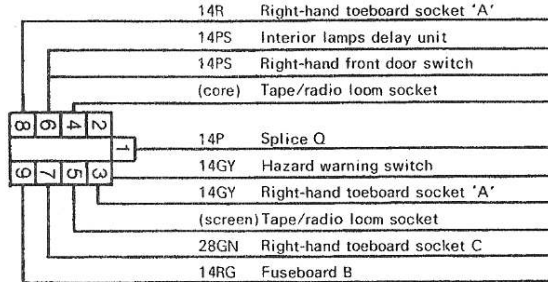 14R Right-hand toeboard socket 'A'
14PS Interior lamps delay unit
14PS Right-hand front door switch
(core) Tape/radio loom socket
8 6 4 2
1
14P Splice Q
9 7 5 3
14GY Hazard warning switch
14GY Right-hand toeboard socket 'A'
(screen) Tape/radio loom socket
28GN Right-hand toeboard socket C
14RG Fuseboard B